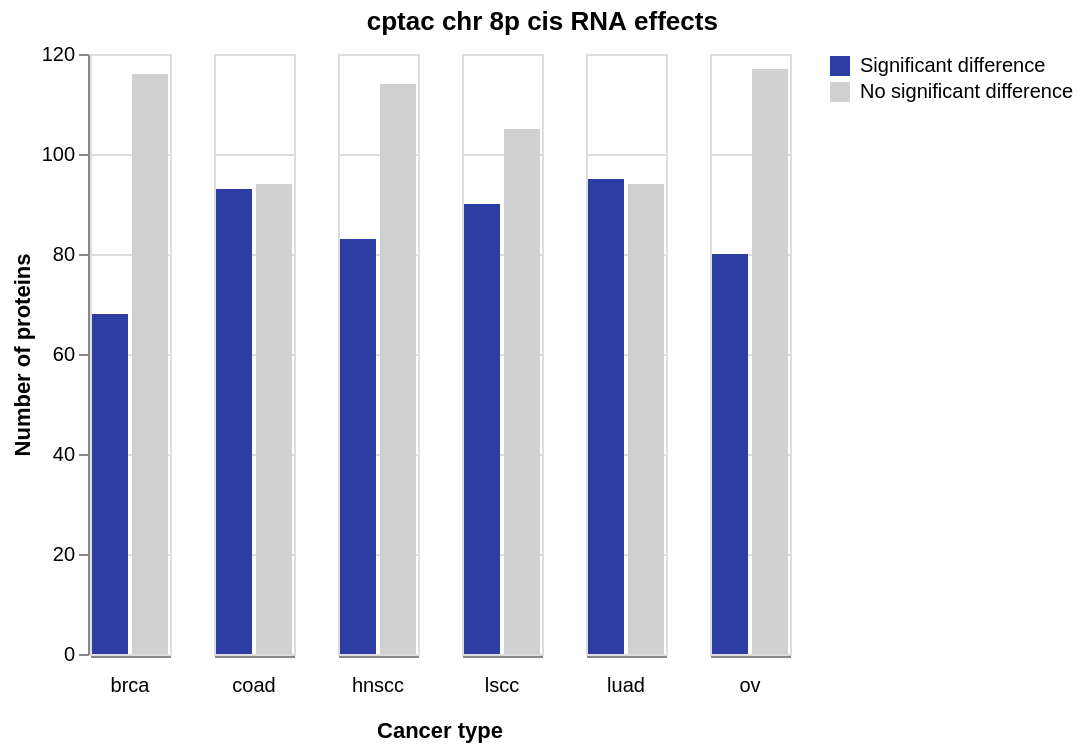 cptac chr 8p cis RNA effects
Significant difference
No significant difference
Number of proteins
120
100
80
60
40
20
0
brca coad hnscc lscc luad ov
Cancer type